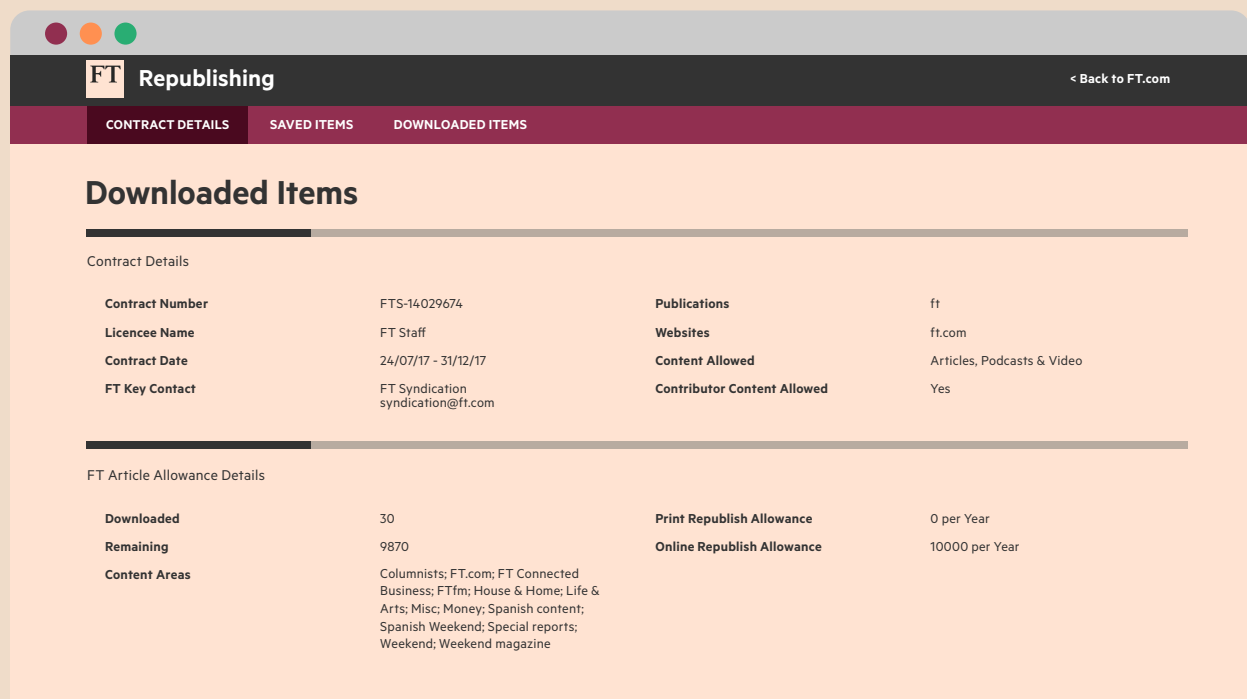 FT Republishing
< Back to FT.com
CONTRACT DETAILS SAVED ITEMS DOWNLOADED ITEMS
Downloaded Items
Contract Details
Contract Number FTS-14029674 Publications ft
Licencee Name FT Staff Websites ft.com
Contract Date 24/07/17 - 31/12/17 Content Allowed Articles, Podcasts & Video
FT Key Contact FT Syndication Contributor Content Allowed Yes
syndication@ft.com
FT Article Allowance Details
Downloaded 30 Print Republish Allowance 0 per Year
Remaining 9870 Online Republish Allowance 10000 per Year
Content Areas Columnists; FT.com; FT Connected
Business; FTfm; House & Home; Life &
Arts; Misc; Money; Spanish content;
Spanish Weekend; Special reports;
Weekend; Weekend magazine